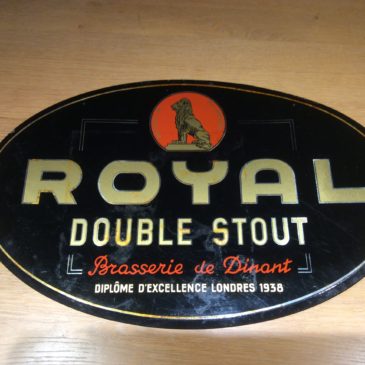 ROYAL
DOUBLE STOUT
Brasserie de Dinant
DIPLÔME D'EXCELLENCE LONDRES 1938